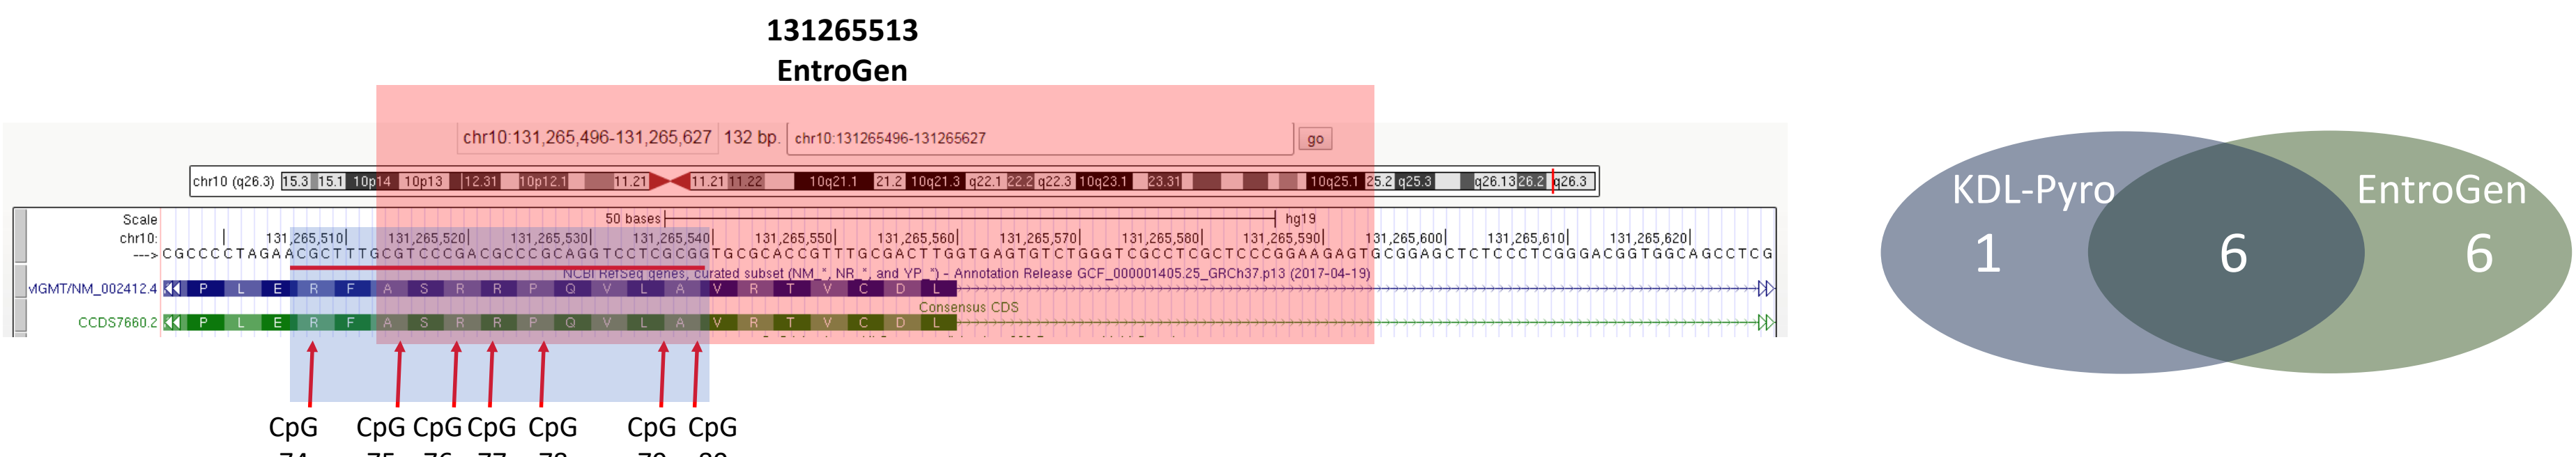 131265513
EntroGen
chr10:131,265,496-131,265,627 132 bp. chr10:131265496-131265627 go
chr10 (q26.3) 15.3 15.1 10p14 10p13 12.31 10p12.1 11.21 11.21 11.22 10q21.1 21.2 10q21.3 q22.1 22.2 q22.3 10q23.1 23.31 10q25.1 25.2 q25.3 q26.13 26.2 q26.3
Scale 50 bases hg19
chr10: 131,265,510 131,265,520 131,265,530 131,265,540 131,265,550 131,265,560 131,265,570 131,265,580 131,265,590 131,265,600 131,265,610 131,265,620
---> CGCCCCTAGAACGCTTTGCGTCCCGACGCCCGCAGGTCCTCGCGGTGCGCACCGTTTGCGACTTGGTGAGTGTCTGGGTCGCCTCGCTCCCGGAAGAGTGCGGAGCTCTCCCTCGGGACGGTGGCAGCCTCG
NCBI RefSeq genes, curated subset (NM_*, NR_*, and YP_*) - Annotation Release GCF_000001405.25_GRCh37.p13 (2017-04-19)
MGMT/NM_002412.4 P L E R F A S R R P Q V L A V R T V C D L
Consensus CDS
CCDS7660.2 P L E R F A S R R P Q V L A V R T V C D L
CpG CpG CpG CpG CpG CpG CpG
KDL-Pyro EntroGen
1 6 6